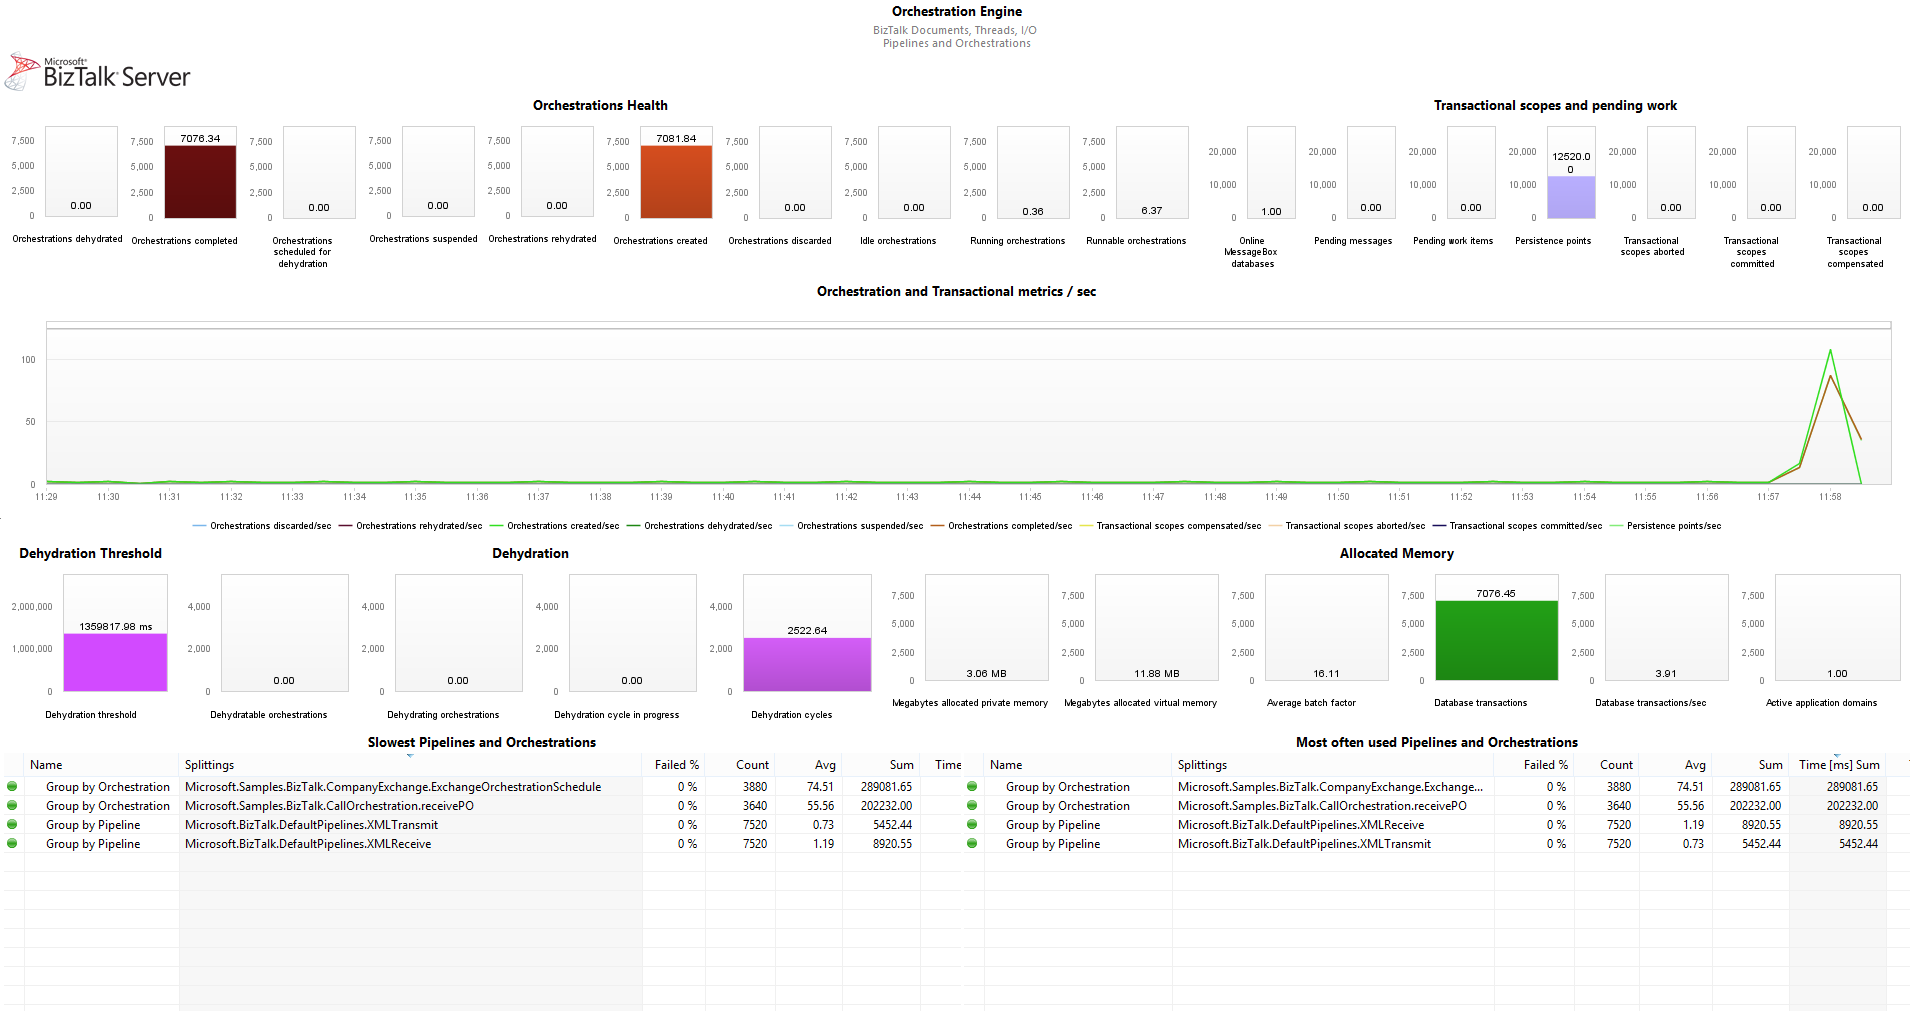 Orchestration Engine
BizTalk Documents, Threads, I/O
Pipelines and Orchestrations
Microsoft®
BizTalk Server
Orchestrations Health
7,500
5,000
2,500
0
0.00
Orchestrations dehydrated
7,500
5,000
2,500
0
7076.34
Orchestrations completed
7,500
5,000
2,500
0
0.00
Orchestrations
scheduled for
dehydration
7,500
5,000
2,500
0
0.00
Orchestrations suspended
7,500
5,000
2,500
0
0.00
Orchestrations rehydrated
7,500
5,000
2,500
0
7081.84
Orchestrations created
7,500
5,000
2,500
0
0.00
Orchestrations discarded
7,500
5,000
2,500
0
0.00
Idle orchestrations
7,500
5,000
2,500
0
0.36
Running orchestrations
7,500
5,000
2,500
0
6.37
Runnable orchestrations
Transactional scopes and pending work
20,000
10,000
0
1.00
Online
MessageBox
databases
20,000
10,000
0
0.00
Pending messages
20,000
10,000
0
0.00
Pending work items
20,000
10,000
0
12520.0
0
Persistence points
20,000
10,000
0
0.00
Transactional
scopes aborted
20,000
10,000
0
0.00
Transactional
scopes
committed
20,000
10,000
0
0.00
Transactional
scopes
compensated
Orchestration and Transactional metrics / sec
100
50
0
11:29 11:30 11:31 11:32 11:33 11:34 11:35 11:36 11:37 11:38 11:39 11:40 11:41 11:42 11:43 11:44 11:45 11:46 11:47 11:48 11:49 11:50 11:51 11:52 11:53 11:54 11:55 11:56 11:57 11:58
Orchestrations discarded/sec Orchestrations rehydrated/sec Orchestrations created/sec Orchestrations dehydrated/sec Orchestrations suspended/sec Orchestrations completed/sec Transactional scopes compensated/sec Transactional scopes aborted/sec Transactional scopes committed/sec Persistence points/sec
Dehydration Threshold
2,000,000
1,000,000
0
1359817.98 ms
Dehydration threshold
Dehydration
4,000
2,000
0
0.00
Dehydratable orchestrations
4,000
2,000
0
0.00
Dehydrating orchestrations
4,000
2,000
0
0.00
Dehydration cycle in progress
4,000
2,000
0
2522.64
Dehydration cycles
Allocated Memory
7,500
5,000
2,500
0
3.06 MB
Megabytes allocated private memory
7,500
5,000
2,500
0
11.88 MB
Megabytes allocated virtual memory
7,500
5,000
2,500
0
16.11
Average batch factor
7,500
5,000
2,500
0
7076.45
Database transactions
7,500
5,000
2,500
0
3.91
Database transactions/sec
7,500
5,000
2,500
0
1.00
Active application domains
Slowest Pipelines and Orchestrations
Name Splittings Failed % Count Avg Sum Time
Group by Orchestration Microsoft.Samples.BizTalk.CompanyExchange.ExchangeOrchestrationSchedule 0 % 3880 74.51 289081.65
Group by Orchestration Microsoft.Samples.BizTalk.CallOrchestration.receivePO 0 % 3640 55.56 202232.00
Group by Pipeline Microsoft.BizTalk.DefaultPipelines.XMLTransmit 0 % 7520 0.73 5452.44
Group by Pipeline Microsoft.BizTalk.DefaultPipelines.XMLReceive 0 % 7520 1.19 8920.55
Most often used Pipelines and Orchestrations
Name Splittings Failed % Count Avg Sum Time [ms] Sum
Group by Orchestration Microsoft.Samples.BizTalk.CompanyExchange.Exchange... 0 % 3880 74.51 289081.65 289081.65
Group by Orchestration Microsoft.Samples.BizTalk.CallOrchestration.receivePO 0 % 3640 55.56 202232.00 202232.00
Group by Pipeline Microsoft.BizTalk.DefaultPipelines.XMLReceive 0 % 7520 1.19 8920.55 8920.55
Group by Pipeline Microsoft.BizTalk.DefaultPipelines.XMLTransmit 0 % 7520 0.73 5452.44 5452.44